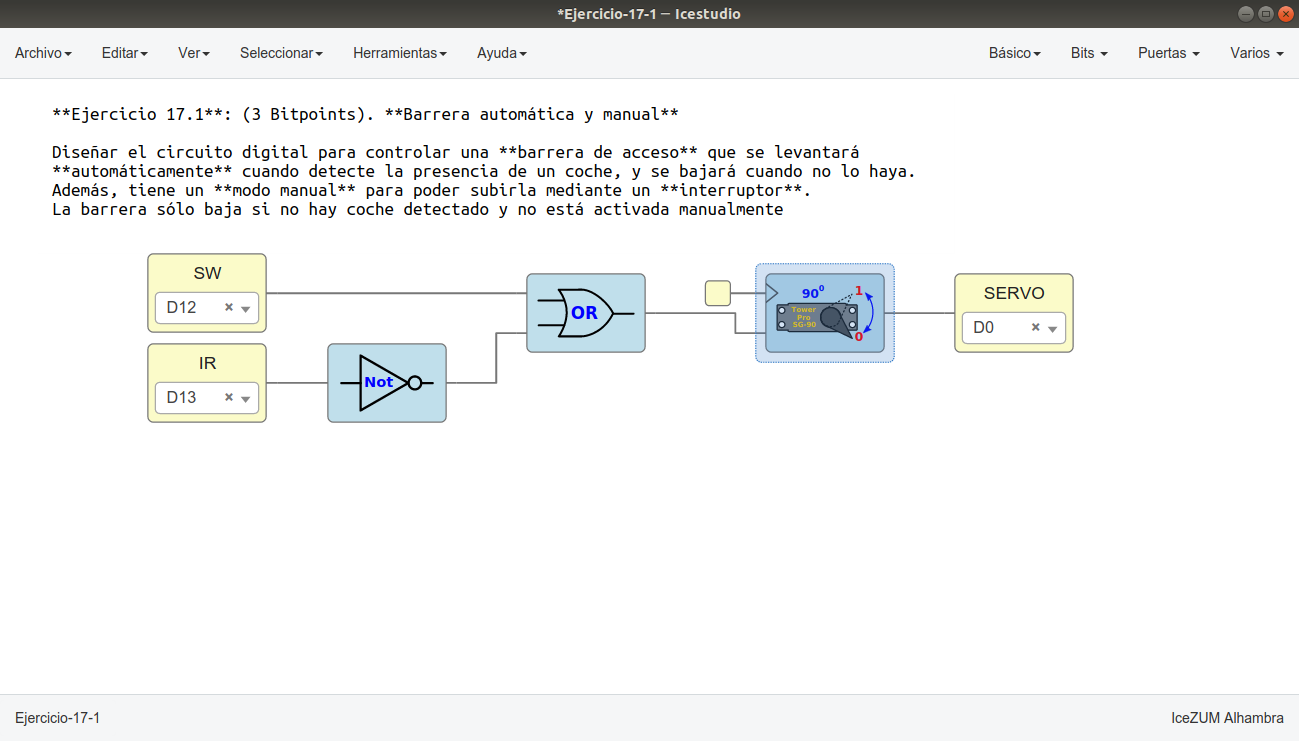 *Ejercicio-17-1 — Icestudio
Archivo Editar Ver Seleccionar Herramientas Ayuda Básico Bits Puertas Varios
**Ejercicio 17.1**: (3 Bitpoints). **Barrera automática y manual**
Diseñar el circuito digital para controlar una **barrera de acceso** que se levantará
**automáticamente** cuando detecte la presencia de un coche, y se bajará cuando no lo haya.
Además, tiene un **modo manual** para poder subirla mediante un **interruptor**.
La barrera sólo baja si no hay coche detectado y no está activada manualmente
SW
D12
IR
D13
Not
OR
90⁰
1
Tower
Pro
SG-90
0
SERVO
D0
Ejercicio-17-1
IceZUM Alhambra